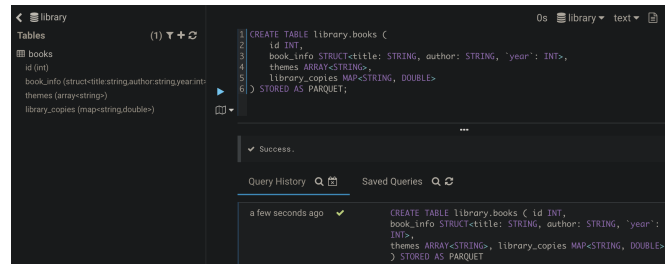 library
Tables (1)
books
id (int)
book_info (struct<title:string,author:string,year:int>
themes (array<string>)
library_copies (map<string,double>)
0s library text
1 CREATE TABLE library.books (
2 id INT,
3 book_info STRUCT<title: STRING, author: STRING, `year`: INT>,
4 themes ARRAY<STRING>,
5 library_copies MAP<STRING, DOUBLE>
6 ) STORED AS PARQUET;
Success.
Query History Saved Queries
a few seconds ago CREATE TABLE library.books ( id INT,
book_info STRUCT<title: STRING, author: STRING, `year`:
INT>,
themes ARRAY<STRING>, library_copies MAP<STRING, DOUBLE>
) STORED AS PARQUET